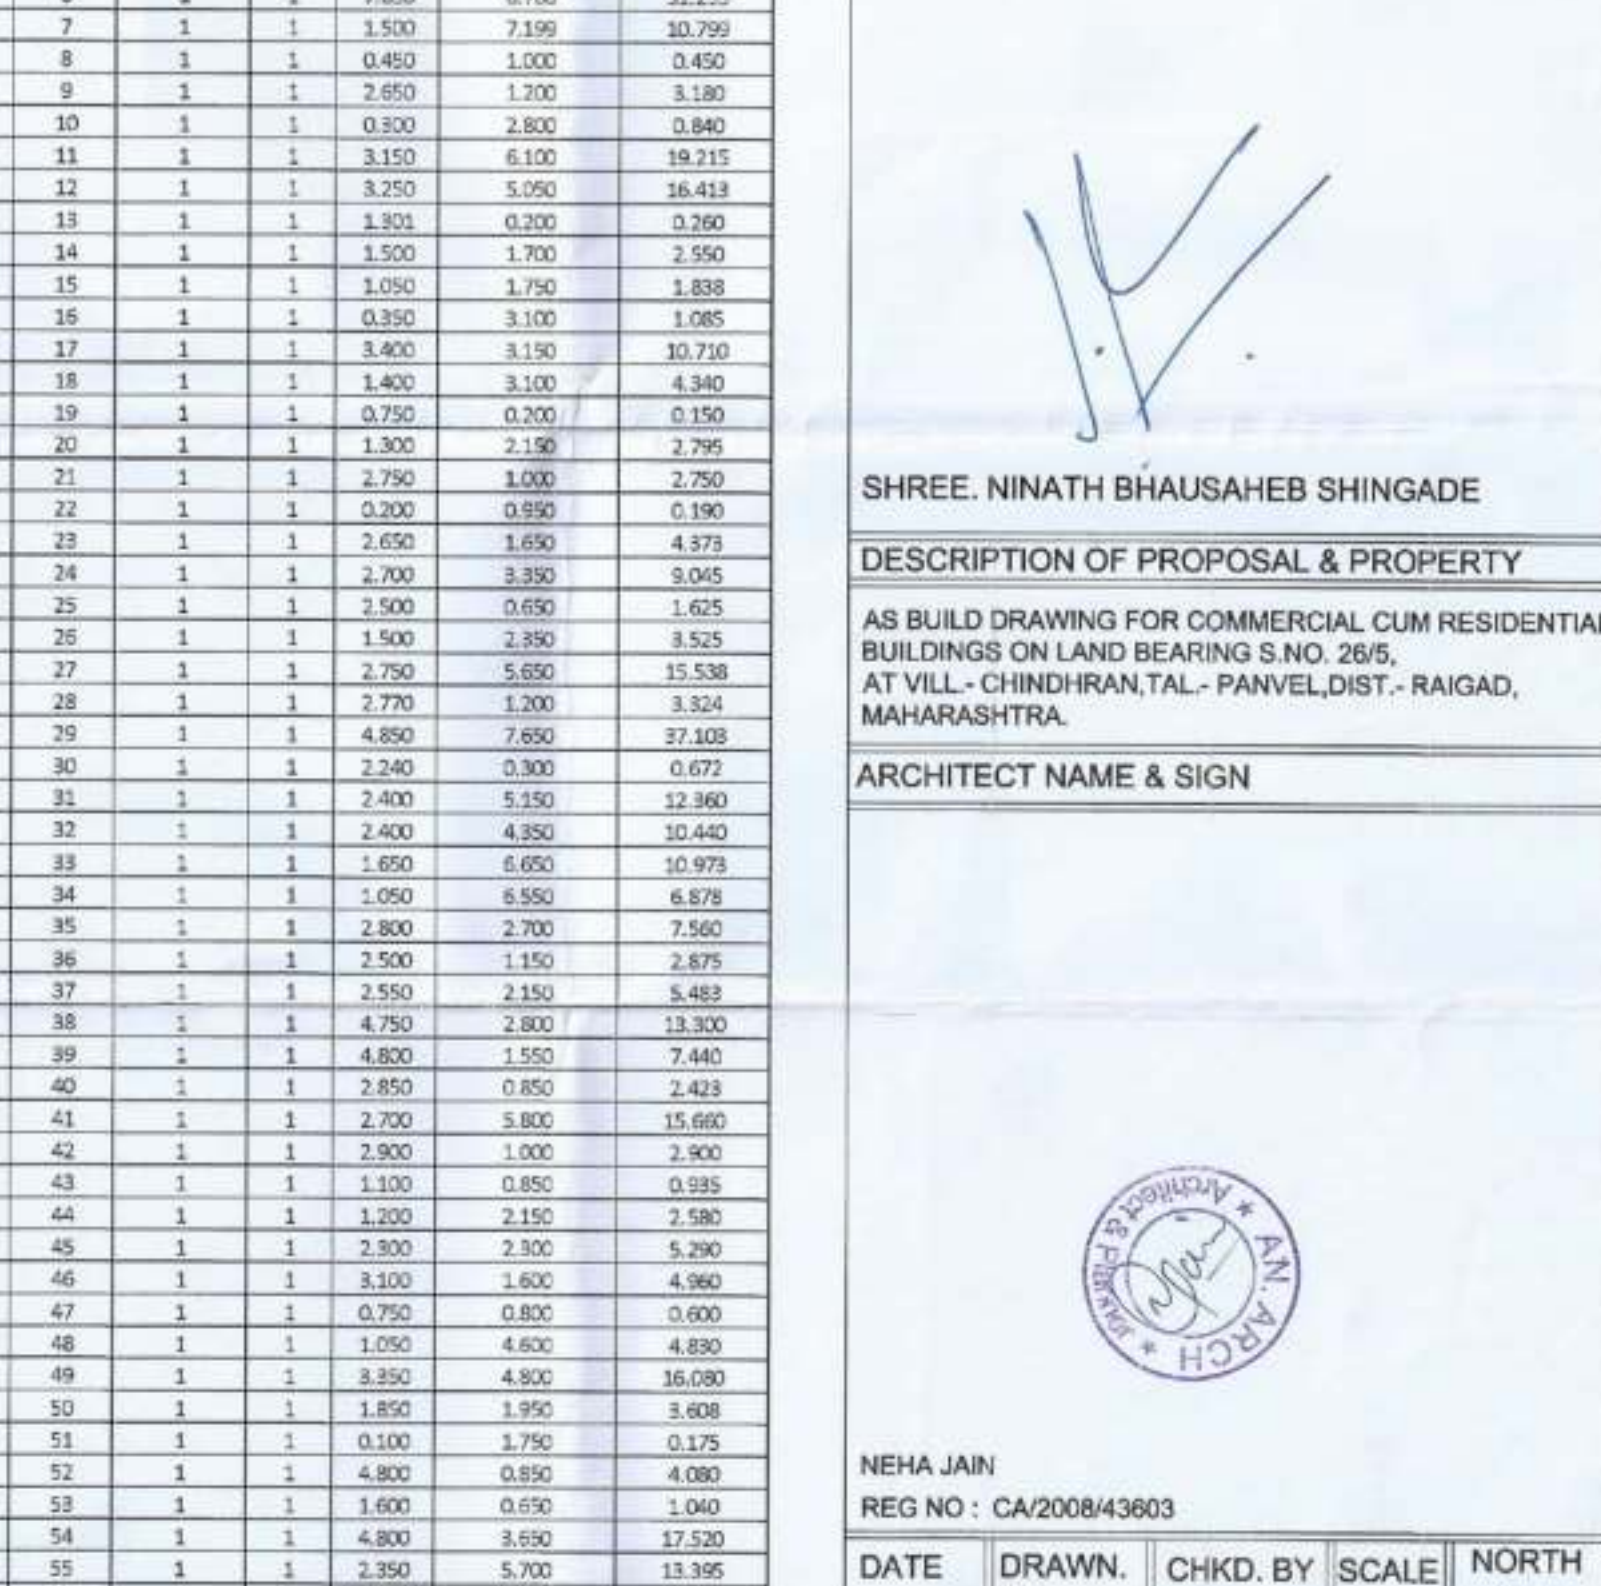 7 1 1 1.500 7.199 10.799
8 1 1 0.450 1.000 0.450
9 1 1 2.650 1.200 3.180
10 1 1 0.300 2.800 0.840
11 1 1 3.150 6.100 19.215
12 1 1 3.250 5.050 16.413
13 1 1 1.301 0.200 0.260
14 1 1 1.500 1.700 2.550
15 1 1 1.050 1.750 1.838
16 1 1 0.350 3.100 1.085
17 1 1 3.400 3.150 10.710
18 1 1 1.400 3.100 4.340
19 1 1 0.750 0.200 0.150
20 1 1 1.300 2.150 2.795
21 1 1 2.750 1.000 2.750
22 1 1 0.200 0.950 0.190
23 1 1 2.650 1.650 4.373
24 1 1 2.700 3.350 9.045
25 1 1 2.500 0.650 1.625
26 1 1 1.500 2.350 3.525
27 1 1 2.750 5.650 15.538
28 1 1 2.770 1.200 3.324
29 1 1 4.850 7.650 37.103
30 1 1 2.240 0.300 0.672
31 1 1 2.400 5.150 12.360
32 1 1 2.400 4.350 10.440
33 1 1 1.650 6.650 10.973
34 1 1 1.050 6.550 6.878
35 1 1 2.800 2.700 7.560
36 1 1 2.500 1.150 2.875
37 1 1 2.550 2.150 5.483
38 1 1 4.750 2.800 13.300
39 1 1 4.800 1.550 7.440
40 1 1 2.850 0.850 2.423
41 1 1 2.700 5.800 15.660
42 1 1 2.900 1.000 2.900
43 1 1 1.100 0.850 0.935
44 1 1 1.200 2.150 2.580
45 1 1 2.300 2.300 5.290
46 1 1 3.100 1.600 4.960
47 1 1 0.750 0.800 0.600
48 1 1 1.050 4.600 4.830
49 1 1 3.350 4.800 16.080
50 1 1 1.850 1.950 3.608
51 1 1 0.100 1.750 0.175
52 1 1 4.800 0.850 4.080
53 1 1 1.600 0.650 1.040
54 1 1 4.800 3.650 17.520
55 1 1 2.350 5.700 13.395
SHREE. NINATH BHAUSAHEB SHINGADE
DESCRIPTION OF PROPOSAL & PROPERTY
AS BUILD DRAWING FOR COMMERCIAL CUM RESIDENTIAL
BUILDINGS ON LAND BEARING S.NO. 26/5,
AT VILL.- CHINDHRAN,TAL.- PANVEL,DIST.- RAIGAD,
MAHARASHTRA.
ARCHITECT NAME & SIGN
* AN. ARCH *
Architect &
NEHA JAIN
REG NO : CA/2008/43603
DATE DRAWN. CHKD. BY SCALE NORTH